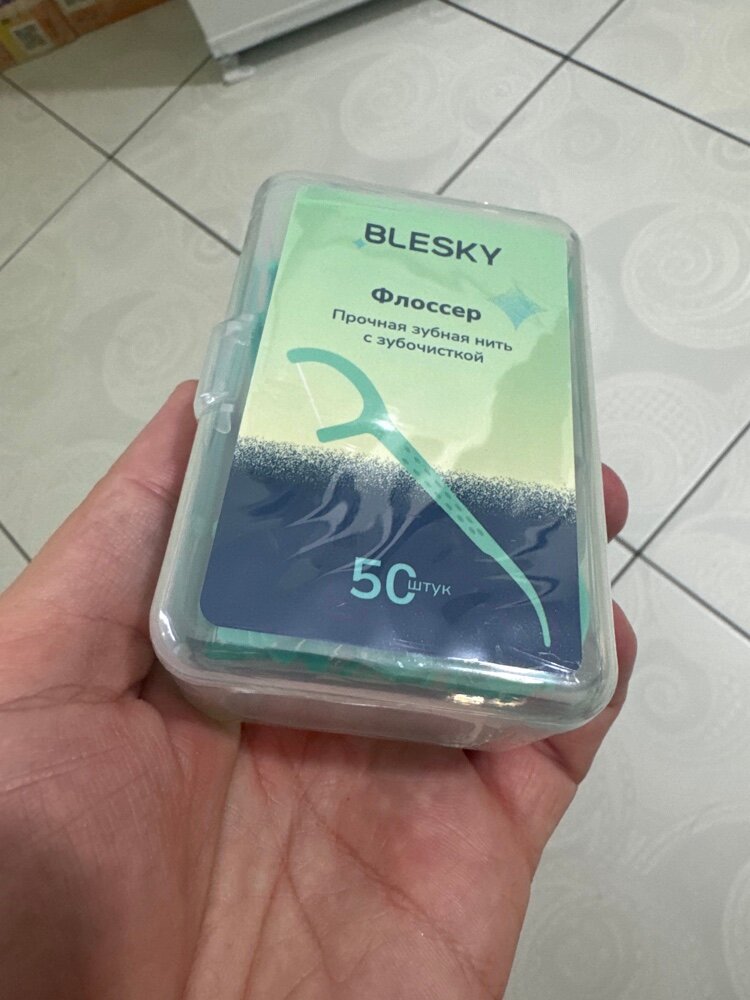 BLESKY
Флоссер
Прочная зубная нить
с зубочисткой
50 штук